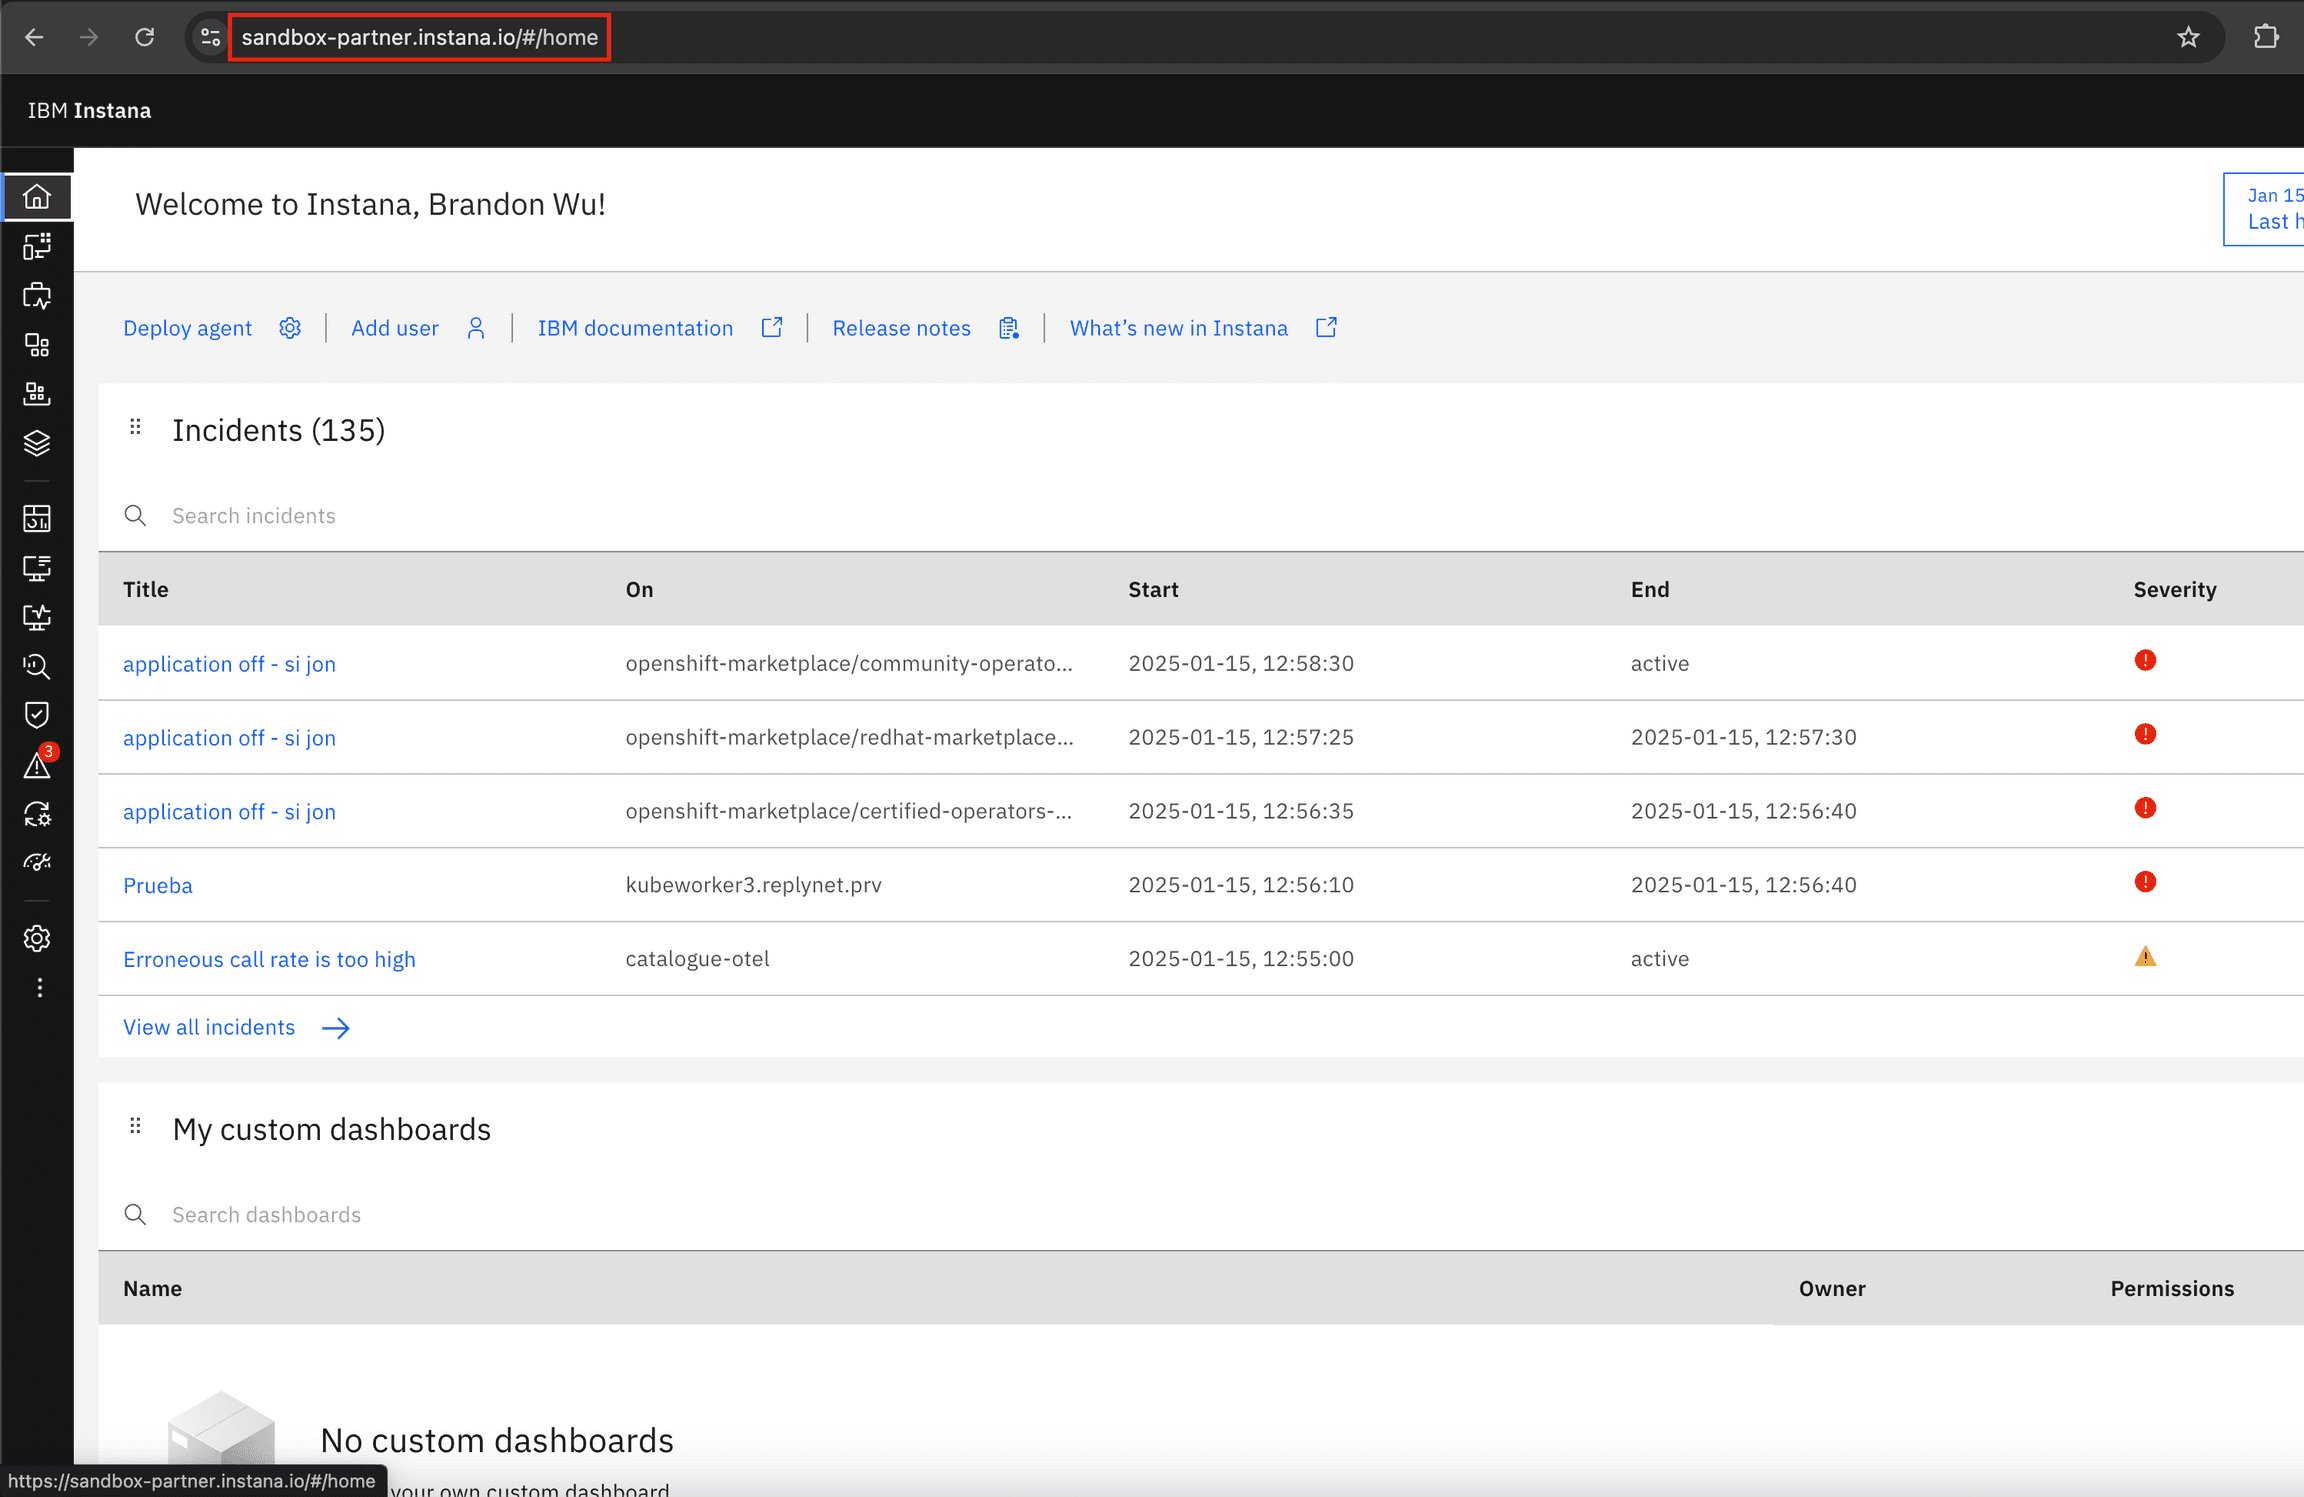 sandbox-partner.instana.io/#/home
IBM Instana
Welcome to Instana, Brandon Wu!
Jan 15
Last h
Deploy agent
Add user
IBM documentation
Release notes
What's new in Instana
Incidents (135)
Search incidents
Title On Start End Severity
application off - si jon openshift-marketplace/community-operato... 2025-01-15, 12:58:30 active
application off - si jon openshift-marketplace/redhat-marketplace... 2025-01-15, 12:57:25 2025-01-15, 12:57:30
application off - si jon openshift-marketplace/certified-operators-... 2025-01-15, 12:56:35 2025-01-15, 12:56:40
3
Prueba kubeworker3.replynet.prv 2025-01-15, 12:56:10 2025-01-15, 12:56:40
Erroneous call rate is too high catalogue-otel 2025-01-15, 12:55:00 active
View all incidents
My custom dashboards
Search dashboards
Name Owner Permissions
No custom dashboards
https://sandbox-partner.instana.io/#/home
your own custom dashboard